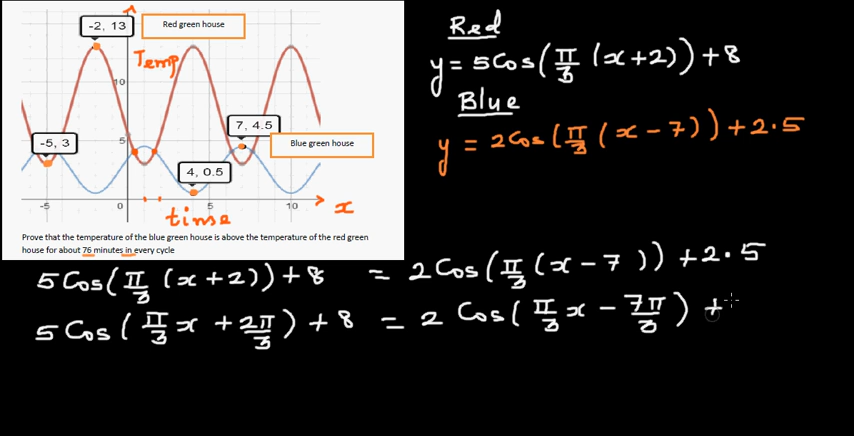 -2, 13
Red green house
Temp
10
7, 4.5
5
-5, 3
Blue green house
4, 0.5
-5
0
5
10
x
timse
Prove that the temperature of the blue green house is above the temperature of the red green
house for about 76 minutes in every cycle
Red
y = 5Cos(π/3 (x+2)) + 8
Blue
y = 2Cos(π/3 (x - 7)) + 2.5
5Cos(π/3 (x+2)) + 8 = 2Cos(π/3 (x - 7)) + 2.5
5Cos(π/3 x + 2π/3) + 8 = 2 Cos(π/3 x - 7π/3) +